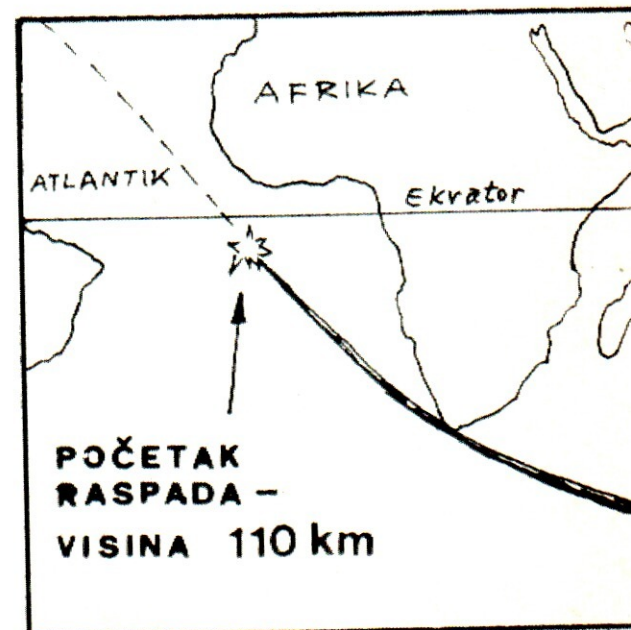 AFRIKA
ATLANTIK
Ekvator
POČETAK
RASPADA –
VISINA 110 km